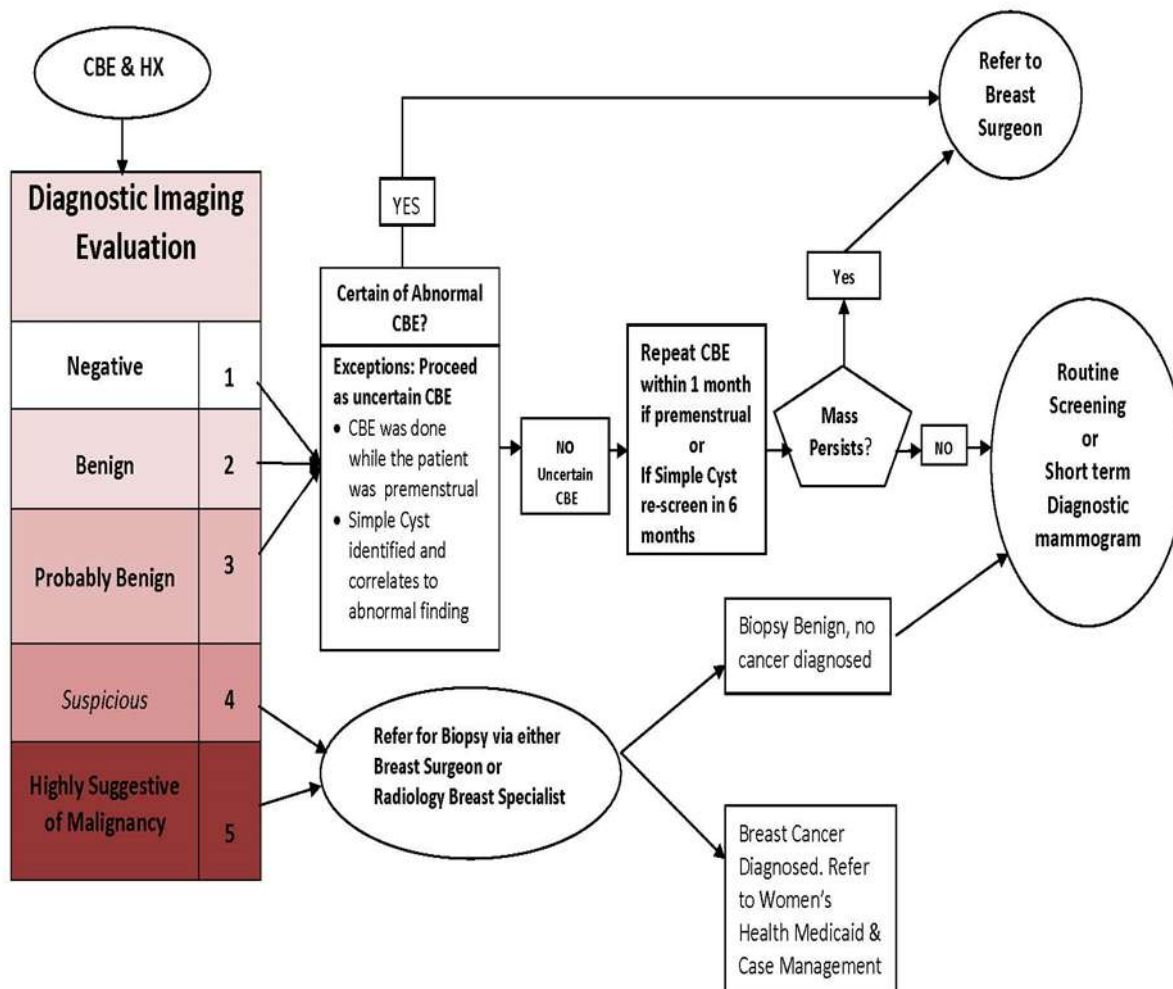 CBE & HX
Diagnostic Imaging
Evaluation
Negative
1
Benign
2
Probably Benign
3
Suspicious
4
Highly Suggestive
of Malignancy
5
YES
Certain of Abnormal
CBE?
Exceptions: Proceed
as uncertain CBE
• CBE was done
while the patient
was premenstrual
• Simple Cyst
identified and
correlates to
abnormal finding
NO
Uncertain
CBE
Repeat CBE
within 1 month
if premenstrual
or
If Simple Cyst
re-screen in 6
months
Mass
Persists?
Yes
Refer to
Breast
Surgeon
NO
Routine
Screening
or
Short term
Diagnostic
mammogram
Refer for Biopsy via either
Breast Surgeon or
Radiology Breast Specialist
Biopsy Benign, no
cancer diagnosed
Breast Cancer
Diagnosed. Refer
to Women's
Health Medicaid &
Case Management